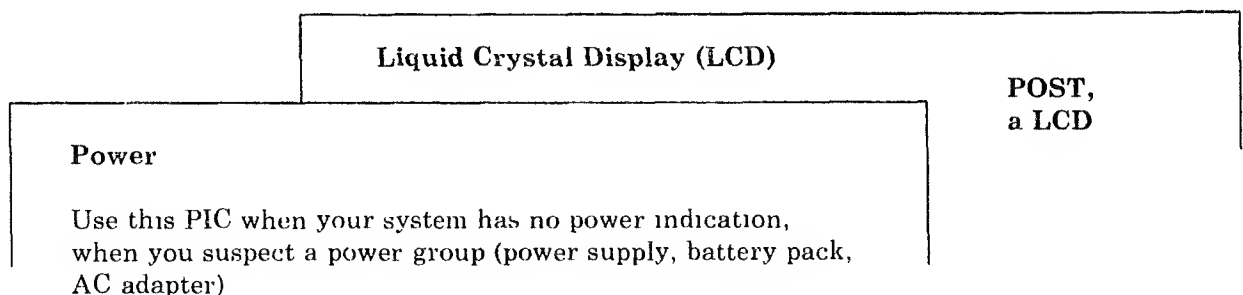 Liquid Crystal Display (LCD)
POST,
a LCD
Power
Use this PIC when your system has no power indication,
when you suspect a power group (power supply, battery pack,
AC adapter)